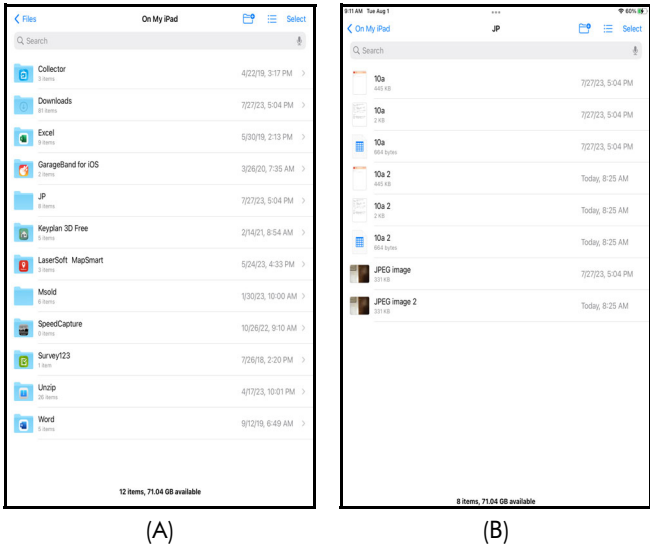 Files On My iPad Select
Search
Collector
3 items 4/22/19, 3:17 PM
Downloads
81 items 7/27/23, 5:04 PM
Excel
9 items 5/30/19, 2:13 PM
GarageBand for iOS
2 items 3/26/20, 7:35 AM
JP
8 items 7/27/23, 5:04 PM
Keyplan 3D Free
5 items 2/14/21, 8:54 AM
LaserSoft MapSmart
3 items 5/24/23, 4:33 PM
Msold
6 items 1/30/23, 10:00 AM
SpeedCapture
0 items 10/26/22, 9:10 AM
Survey123
1 item 7/26/18, 2:20 PM
Unzip
26 items 4/17/23, 10:01 PM
Word
5 items 9/12/19, 6:49 AM
12 items, 71.04 GB available
(A)
9:11 AM Tue Aug 1 60%
On My iPad JP Select
Search
10a
445 KB 7/27/23, 5:04 PM
10a
2 KB 7/27/23, 5:04 PM
10a
664 bytes 7/27/23, 5:04 PM
10a 2
445 KB Today, 8:25 AM
10a 2
2 KB Today, 8:25 AM
10a 2
664 bytes Today, 8:25 AM
JPEG image
331 KB 7/27/23, 5:04 PM
JPEG image 2
331 KB Today, 8:25 AM
8 items, 71.04 GB available
(B)